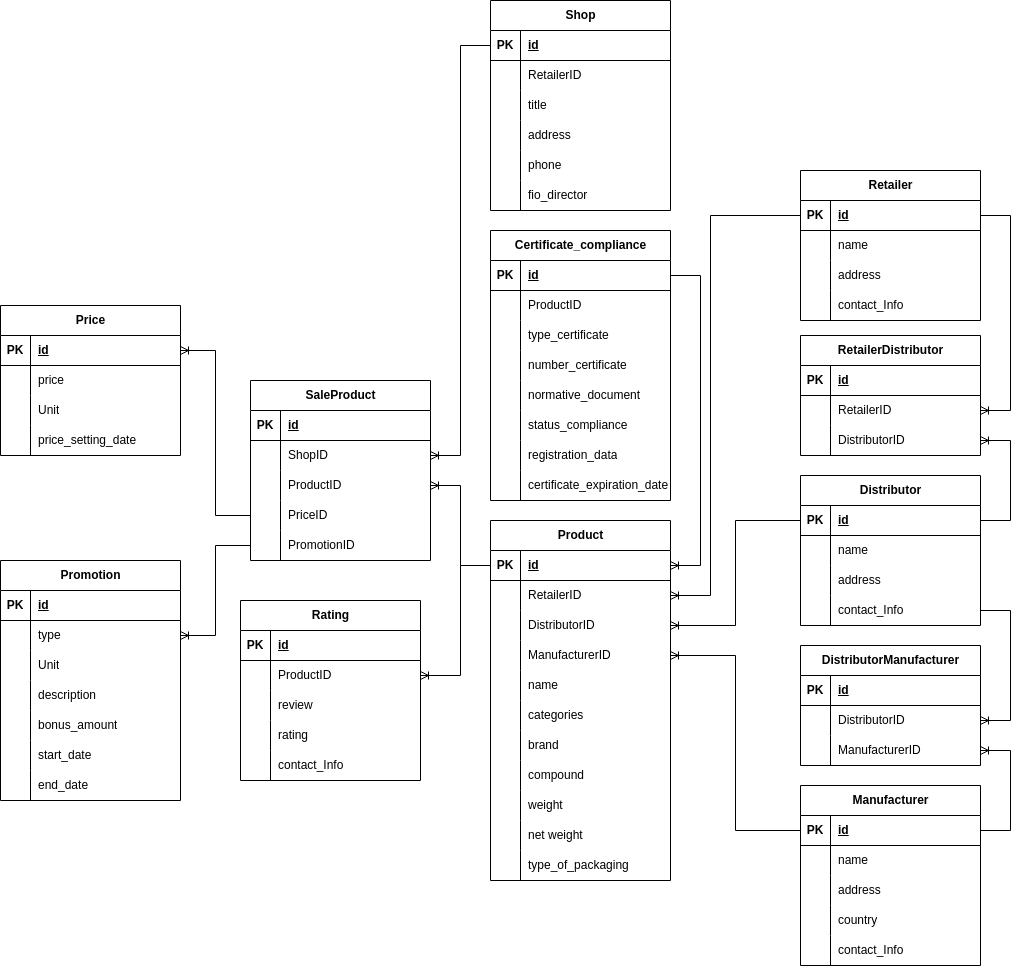 Shop
PK id
RetailerID
title
address
phone
fio_director
Certificate_compliance
PK id
ProductID
type_certificate
number_certificate
normative_document
status_compliance
registration_data
certificate_expiration_date
Retailer
PK id
name
address
contact_Info
Price
PK id
price
Unit
price_setting_date
RetailerDistributor
PK id
RetailerID
DistributorID
SaleProduct
PK id
ShopID
ProductID
PriceID
PromotionID
Distributor
PK id
name
address
contact_Info
Product
PK id
RetailerID
DistributorID
ManufacturerID
name
categories
brand
compound
weight
net weight
type_of_packaging
Promotion
PK id
type
Unit
description
bonus_amount
start_date
end_date
Rating
PK id
ProductID
review
rating
contact_Info
DistributorManufacturer
PK id
DistributorID
ManufacturerID
Manufacturer
PK id
name
address
country
contact_Info